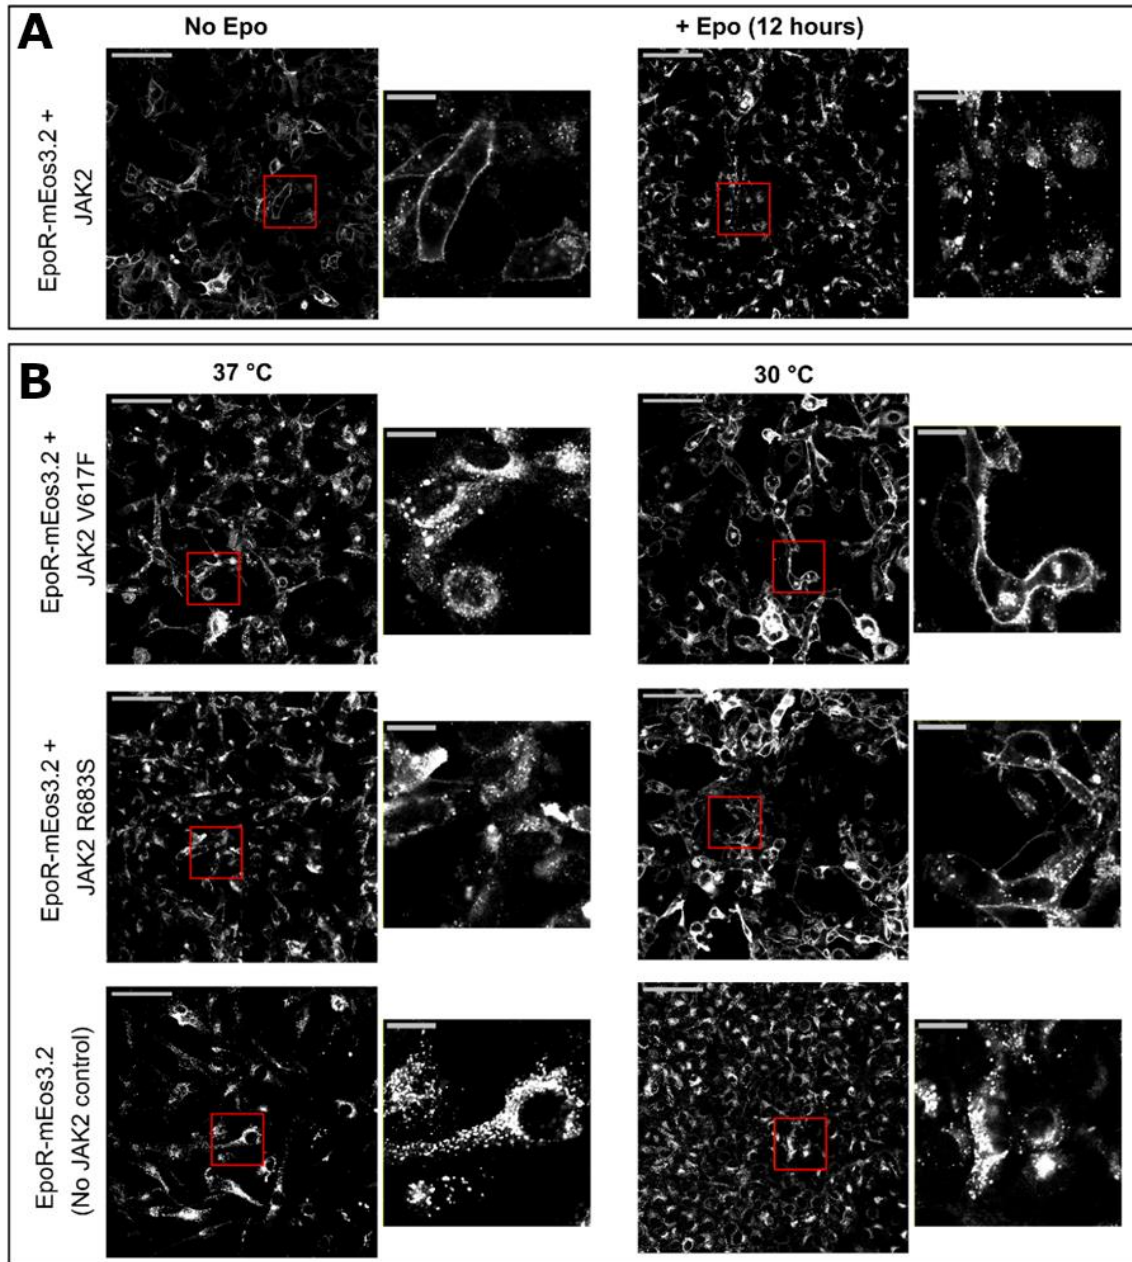 A
No Epo
+ Epo (12 hours)
EpoR-mEos3.2 +
JAK2
B
37 °C
30 °C
EpoR-mEos3.2 +
JAK2 V617F
EpoR-mEos3.2 +
JAK2 R683S
EpoR-mEos3.2
(No JAK2 control)